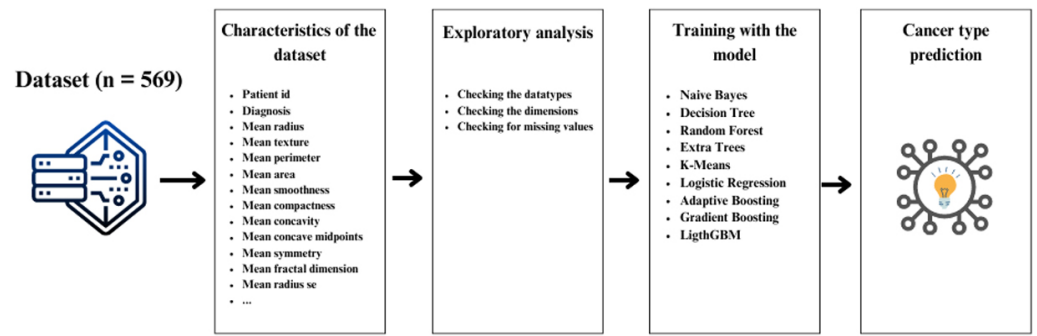 Dataset (n = 569)
Characteristics of the
dataset
• Patient id
• Diagnosis
• Mean radius
• Mean texture
• Mean perimeter
• Mean area
• Mean smoothness
• Mean compactness
• Mean concavity
• Mean concave midpoints
• Mean symmetry
• Mean fractal dimension
• Mean radius se
• ...
Exploratory analysis
• Checking the datatypes
• Checking the dimensions
• Checking for missing values
Training with the
model
• Naive Bayes
• Decision Tree
• Random Forest
• Extra Trees
• K-Means
• Logistic Regression
• Adaptive Boosting
• Gradient Boosting
• LigthGBM
Cancer type
prediction